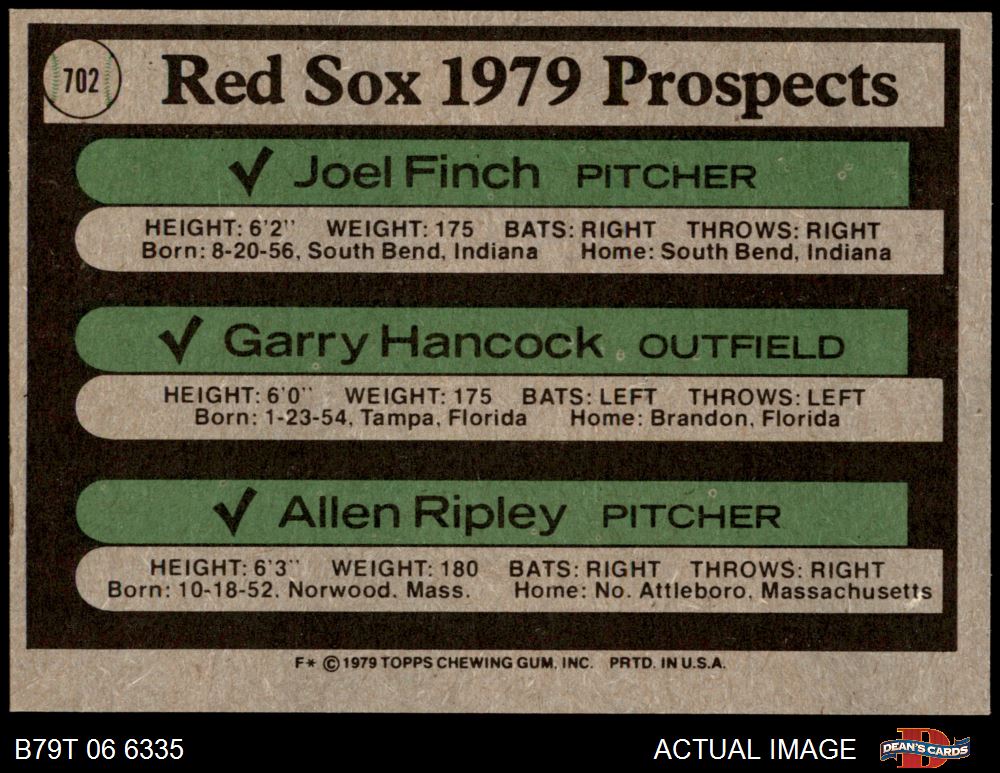 702
Red Sox 1979 Prospects
✓ Joel Finch PITCHER
HEIGHT: 6'2" WEIGHT: 175 BATS: RIGHT THROWS: RIGHT
Born: 8-20-56, South Bend, Indiana Home: South Bend, Indiana
✓ Garry Hancock OUTFIELD
HEIGHT: 6'0" WEIGHT: 175 BATS: LEFT THROWS: LEFT
Born: 1-23-54, Tampa, Florida Home: Brandon, Florida
✓ Allen Ripley PITCHER
HEIGHT: 6'3" WEIGHT: 180 BATS: RIGHT THROWS: RIGHT
Born: 10-18-52, Norwood, Mass. Home: No. Attleboro, Massachusetts
F* © 1979 TOPPS CHEWING GUM, INC. PRTD. IN U.S.A.
B79T 06 6335 ACTUAL IMAGE DEAN'S CARDS